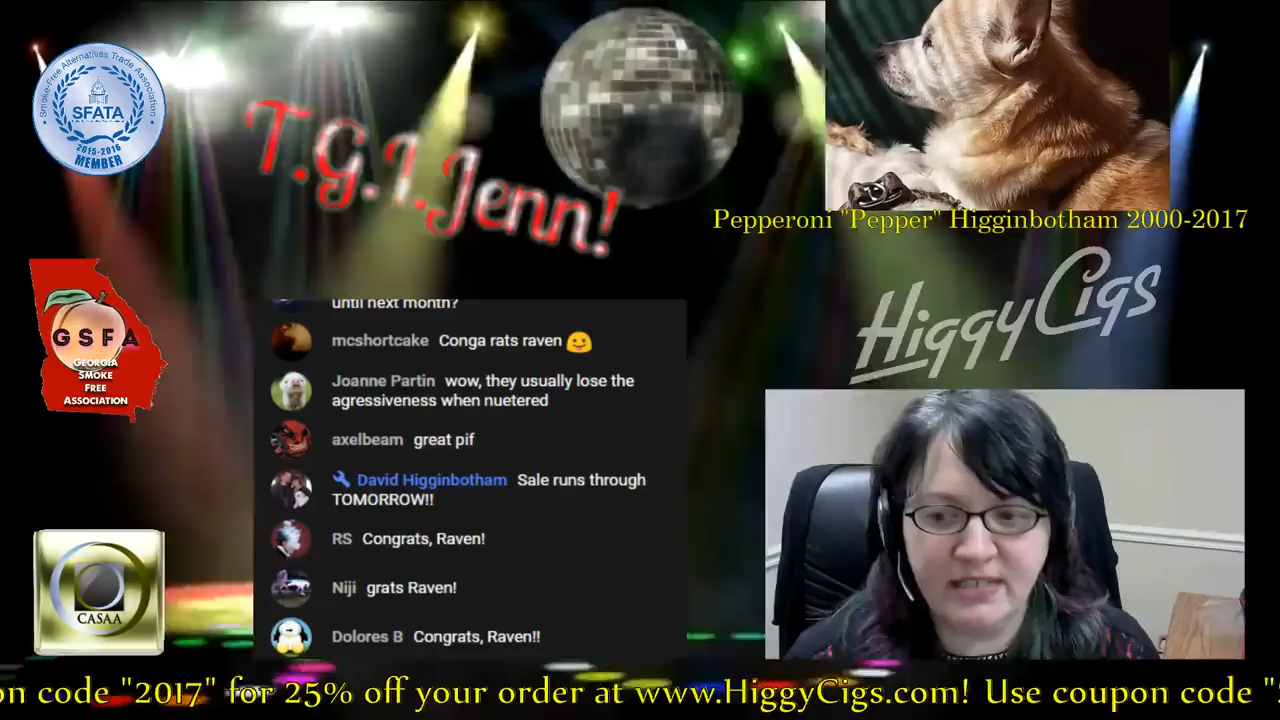 Smoke-Free Alternatives Trade Association
SFATA
2015-2016
MEMBER
T.G.I.Jenn!
Pepperoni "Pepper" Higginbotham 2000-2017
HiggyCigs
GSFA
GEORGIA
SMOKE
FREE
ASSOCIATION
until next month?
mcshortcake Conga rats raven
Joanne Partin wow, they usually lose the
agressiveness when nuetered
axelbeam great pif
David Higginbotham Sale runs through
TOMORROW!!
RS Congrats, Raven!
Niji grats Raven!
Dolores B Congrats, Raven!!
CASAA
on code "2017" for 25% off your order at www.HiggyCigs.com! Use coupon code "